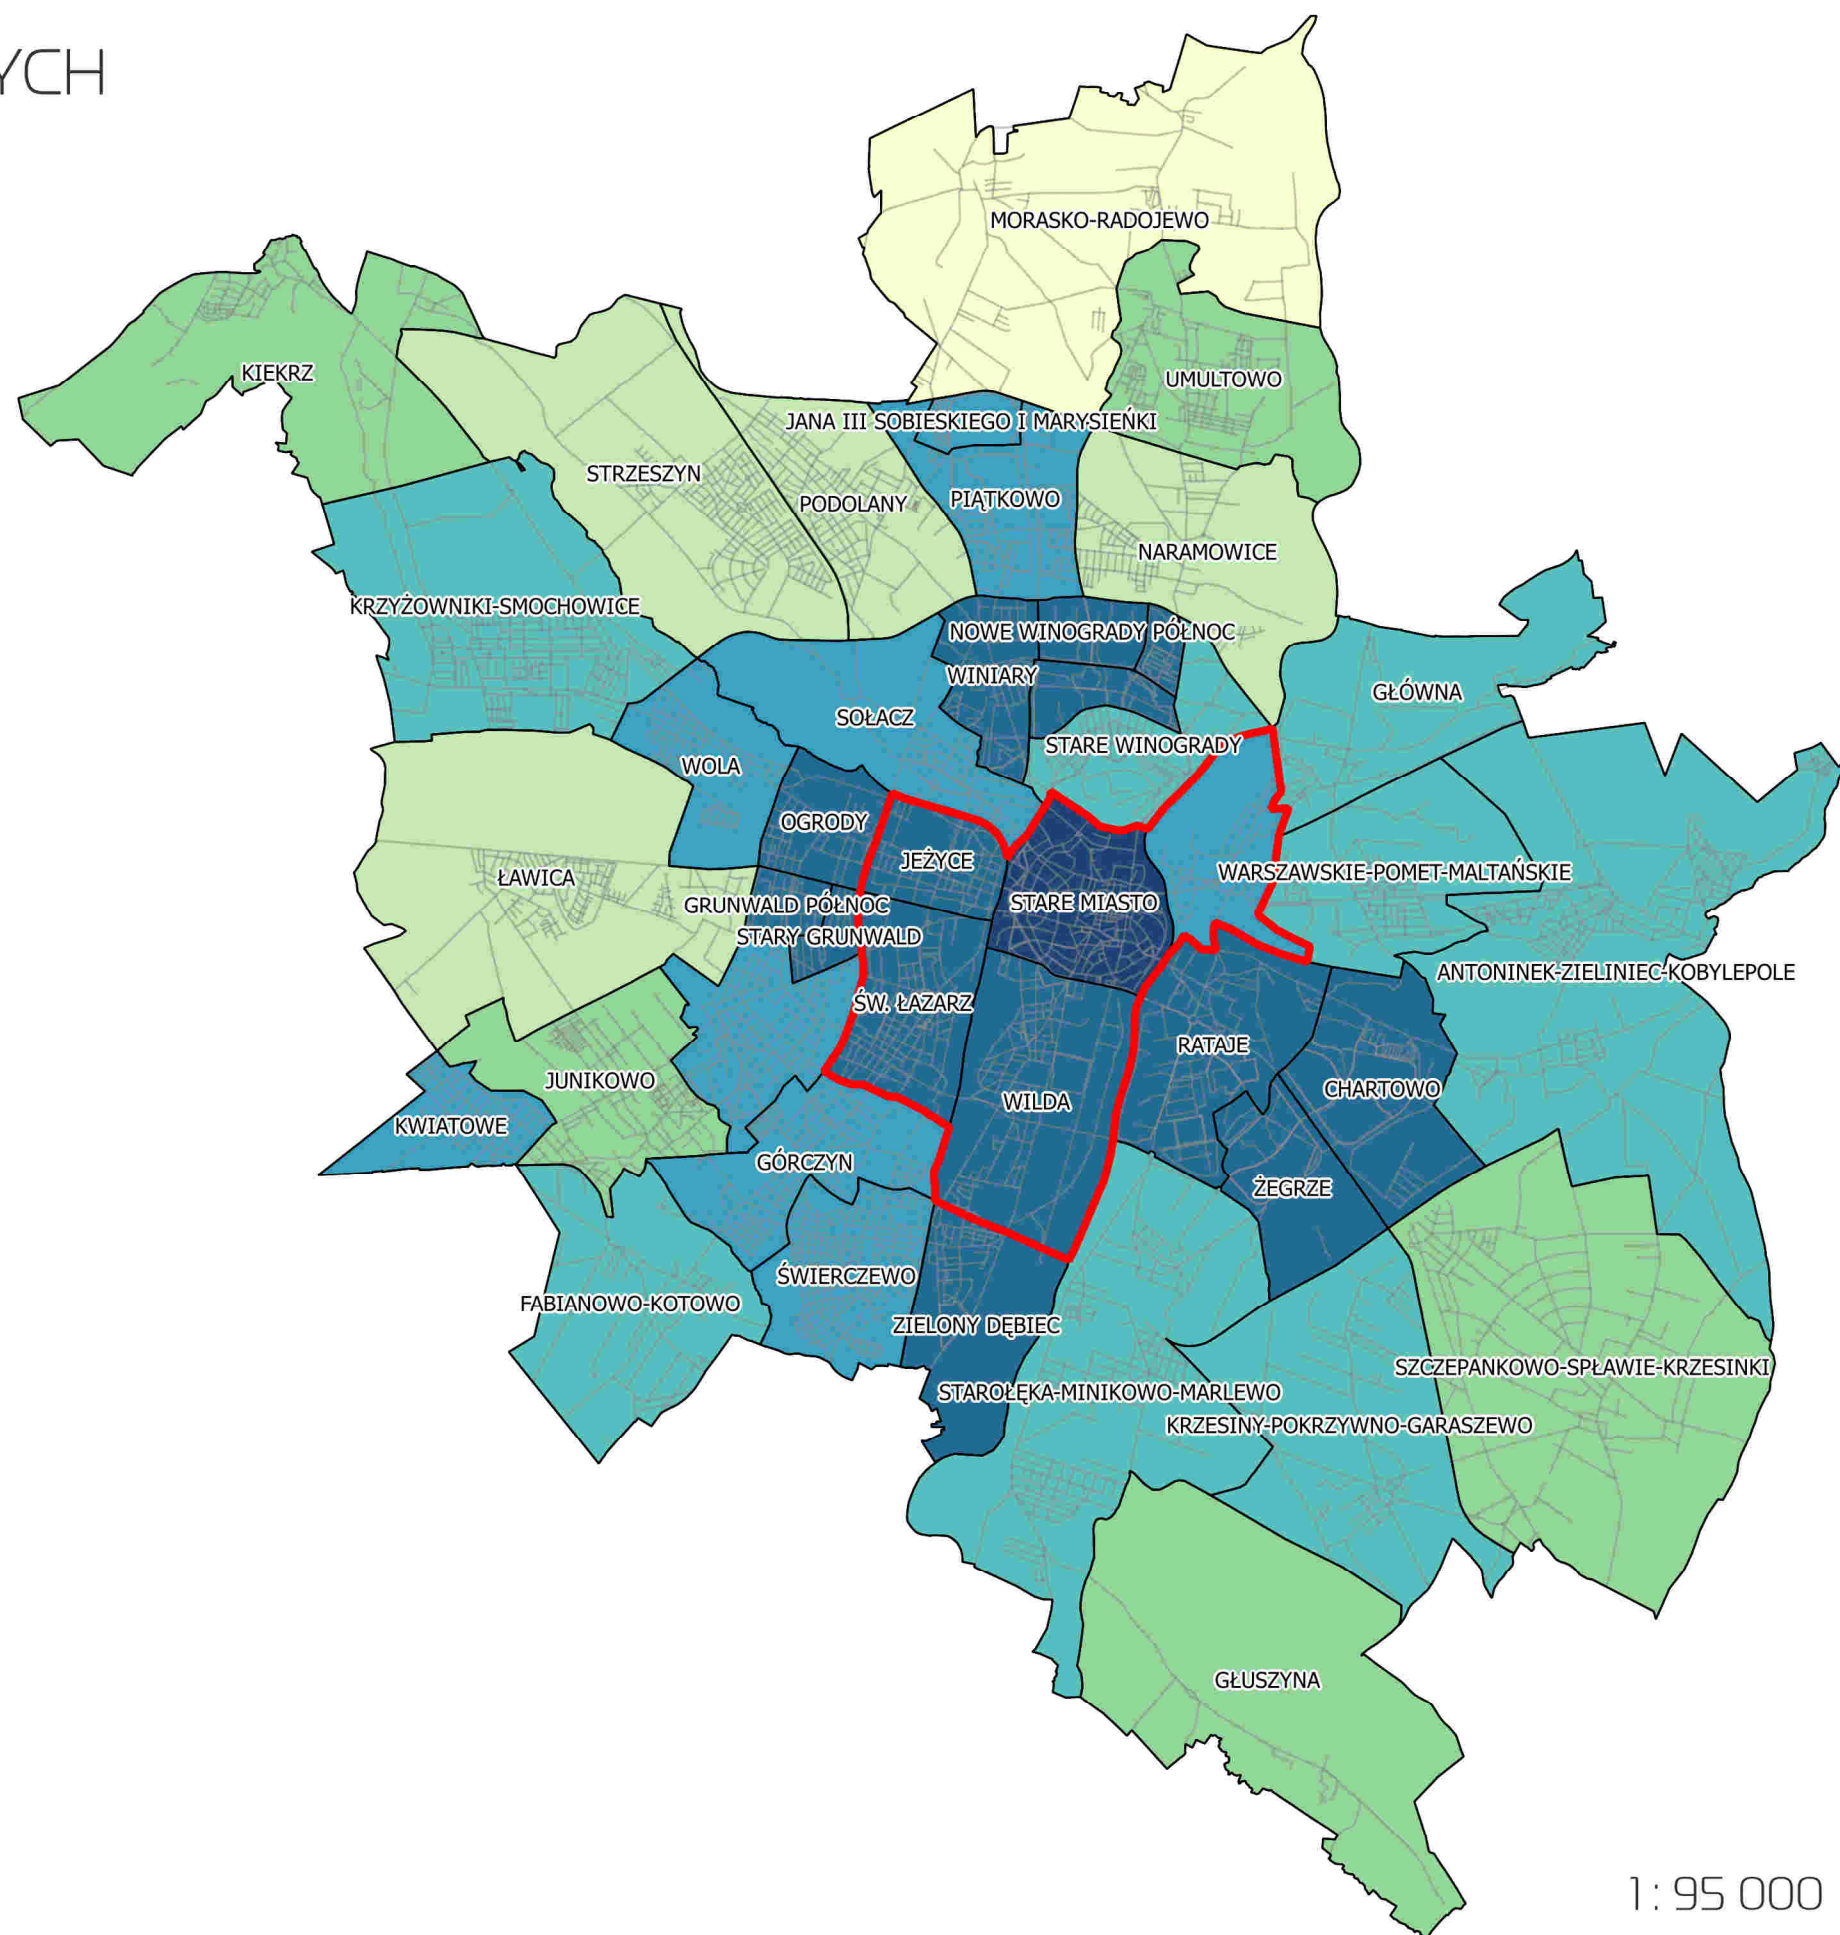 YCH
MORASKO-RADOJEWO
KIEKRZ
UMULTOWO
JANA III SOBIESKIEGO I MARYSIEŃKI
STRZESZYN
PODOLANY
PIĄTKOWO
NARAMOWICE
KRZYŻOWNIKI-SMOCHOWICE
NOWE WINOGRADY PÓŁNOC
WINIARY
GŁÓWNA
SOŁACZ
STARE WINOGRADY
WOLA
OGRODY
JEŻYCE
WARSZAWSKIE-POMET-MALTAŃSKIE
ŁAWICA
STARE MIASTO
GRUNWALD PÓŁNOC
STARY GRUNWALD
ANTONINEK-ZIELINIEC-KOBYLEPOLE
ŚW. ŁAZARZ
RATAJE
JUNIKOWO
CHARTOWO
WILDA
KWIATOWE
GÓRCZYN
ŻEGRZE
ŚWIERCZEWO
FABIANOWO-KOTOWO
ZIELONY DĘBIEC
SZCZEPANKOWO-SPŁAWIE-KRZESINKI
STAROŁĘKA-MINIKOWO-MARLEWO
KRZESINY-POKRZYWNO-GARASZEWO
GŁUSZYNA
1: 95 000